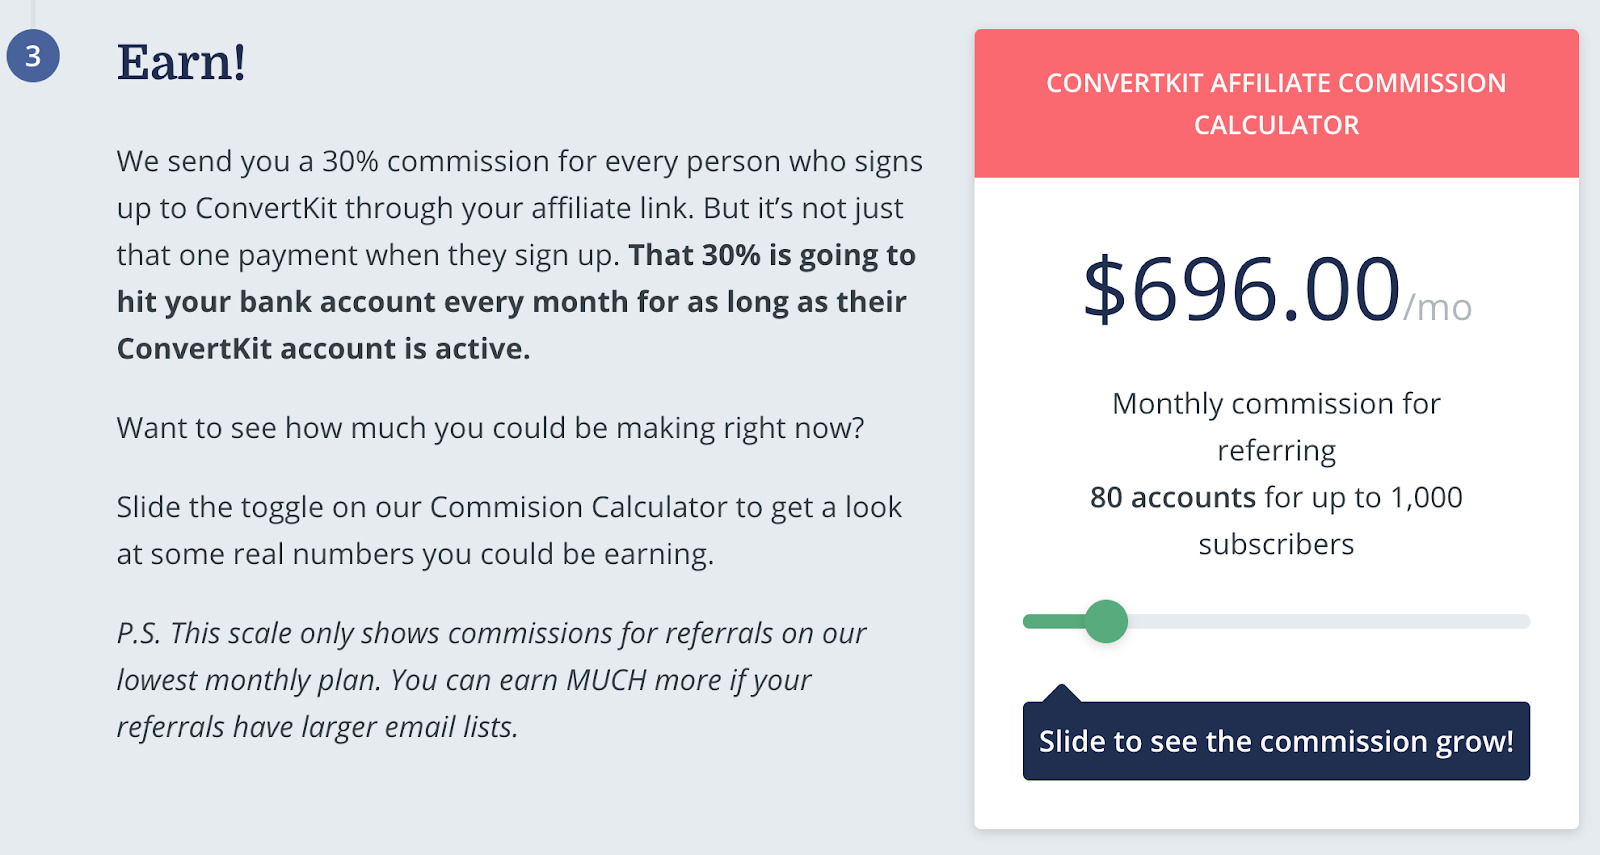 3
Earn!
We send you a 30% commission for every person who signs
up to ConvertKit through your affiliate link. But it’s not just
that one payment when they sign up. That 30% is going to
hit your bank account every month for as long as their
ConvertKit account is active.
Want to see how much you could be making right now?
Slide the toggle on our Commision Calculator to get a look
at some real numbers you could be earning.
P.S. This scale only shows commissions for referrals on our
lowest monthly plan. You can earn MUCH more if your
referrals have larger email lists.
CONVERTKIT AFFILIATE COMMISSION
CALCULATOR
$696.00/mo
Monthly commission for
referring
80 accounts for up to 1,000
subscribers
Slide to see the commission grow!